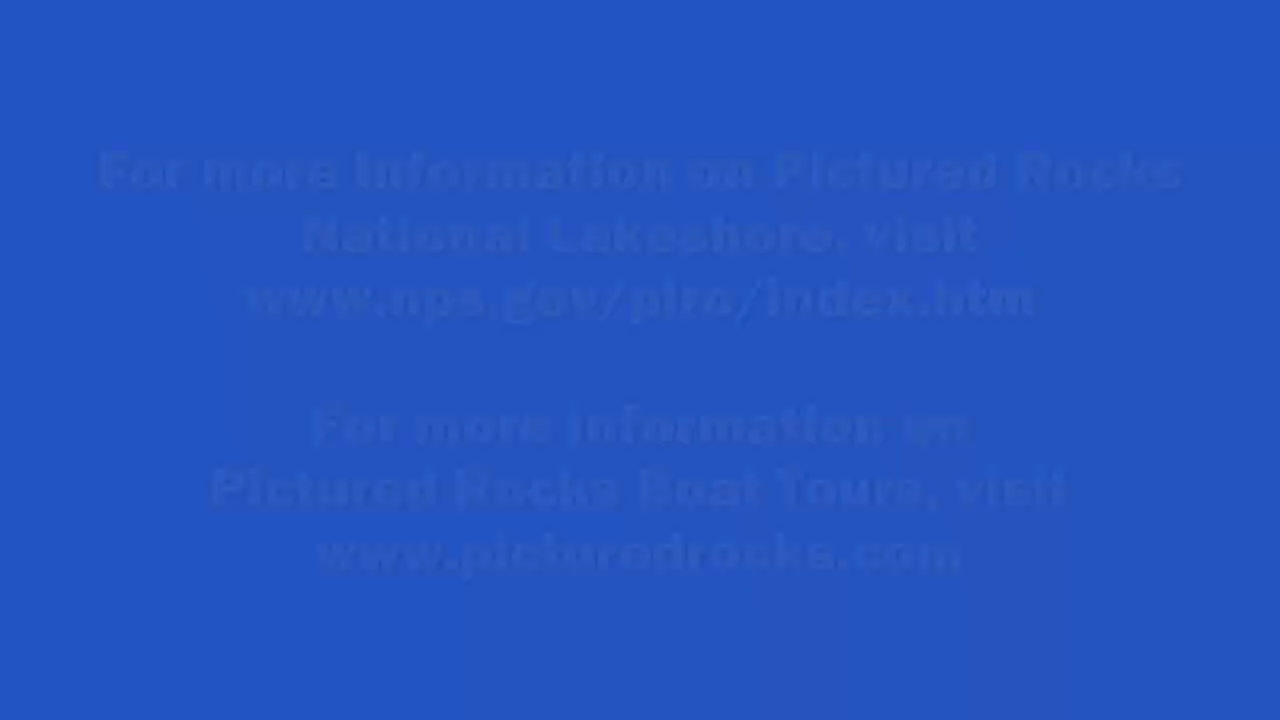 For more information on Pictured Rocks
National Lakeshore, visit
www.nps.gov/piro/index.htm
For more information on
Pictured Rocks Boat Tours, visit
www.picturedrocks.com